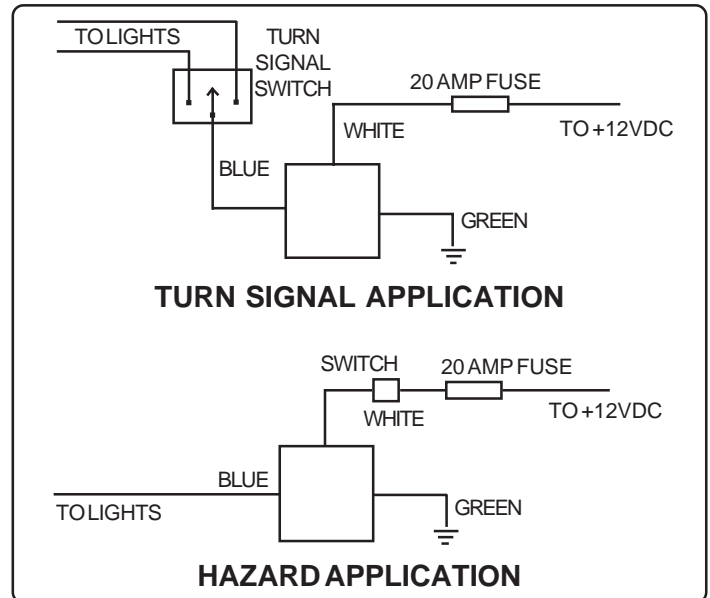 TO LIGHTS
TURN
SIGNAL
SWITCH
20 AMP FUSE
WHITE
TO +12VDC
BLUE
GREEN
TURN SIGNAL APPLICATION
SWITCH
20 AMP FUSE
WHITE
TO +12VDC
BLUE
TO LIGHTS
GREEN
HAZARD APPLICATION